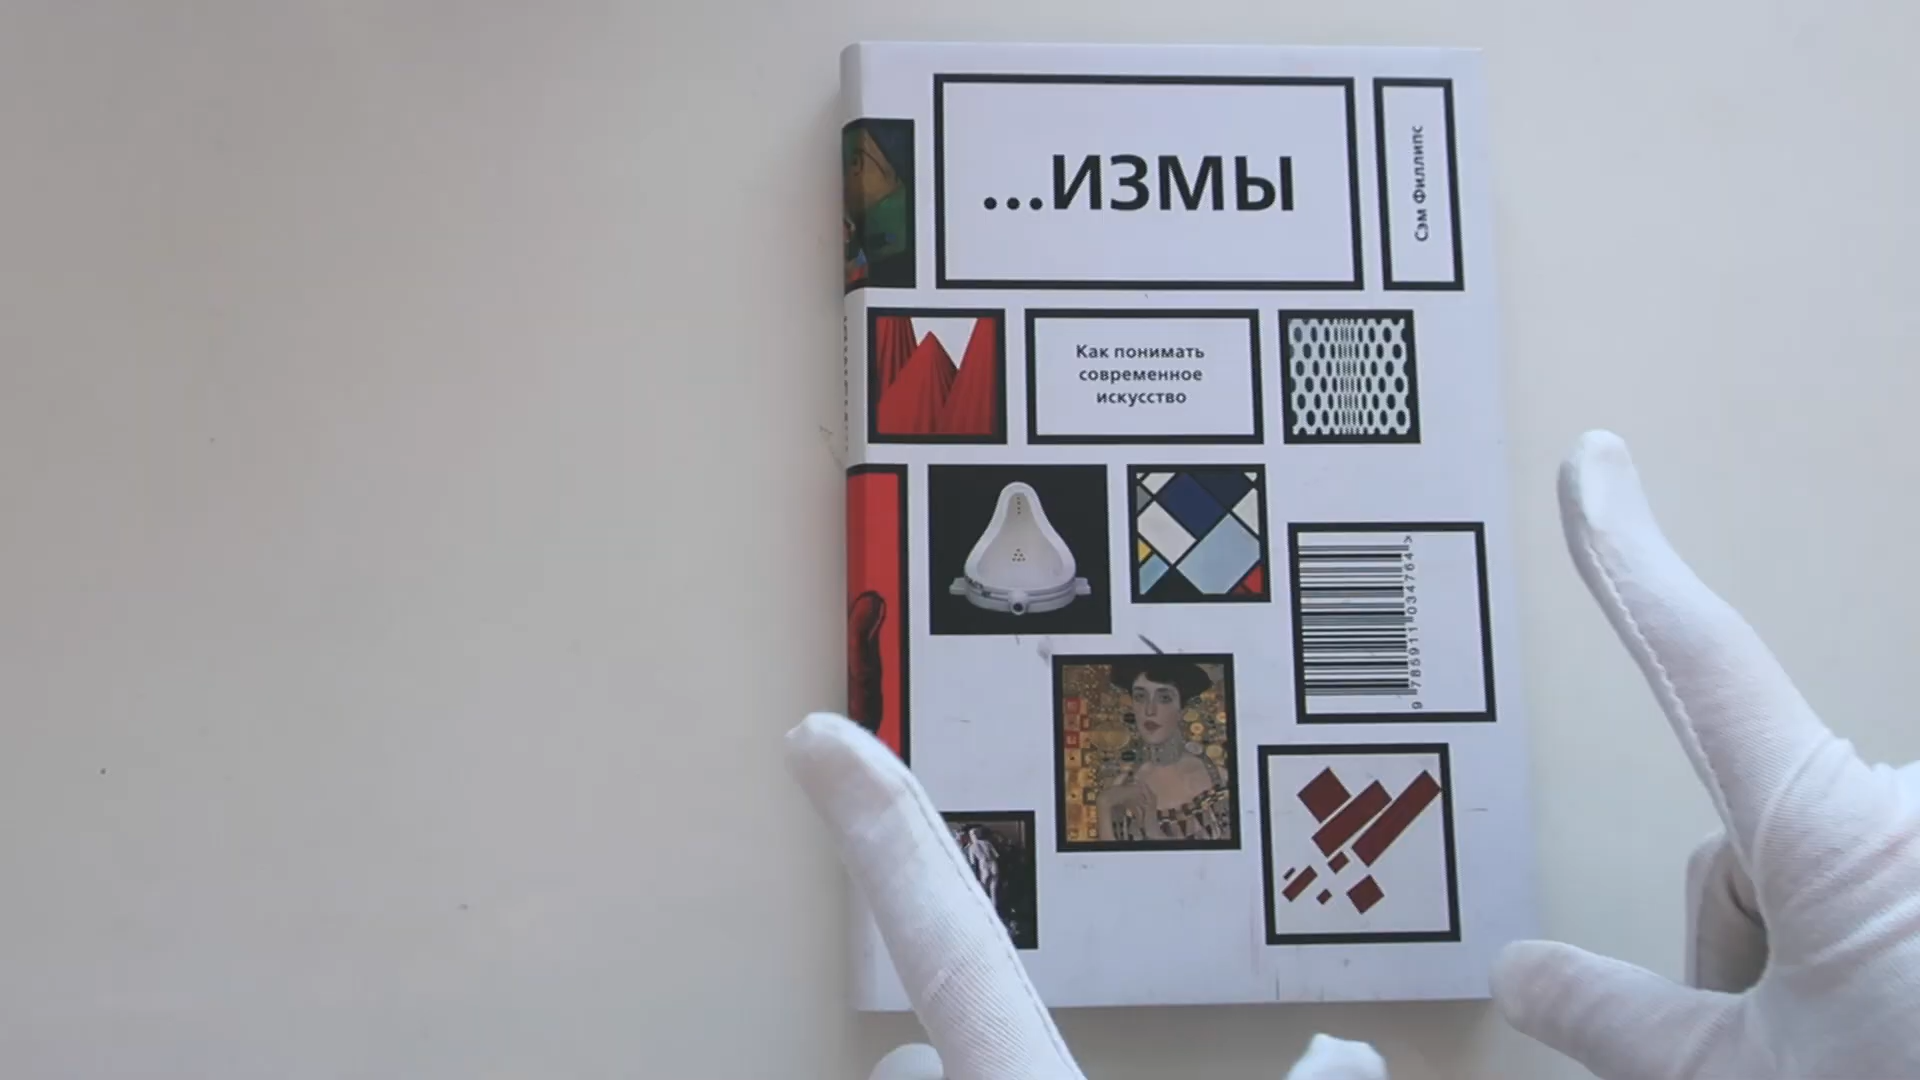 ...ИЗМЫ
Сэм Филлипс
Как понимать
современное
искусство
9 785911 034764 >